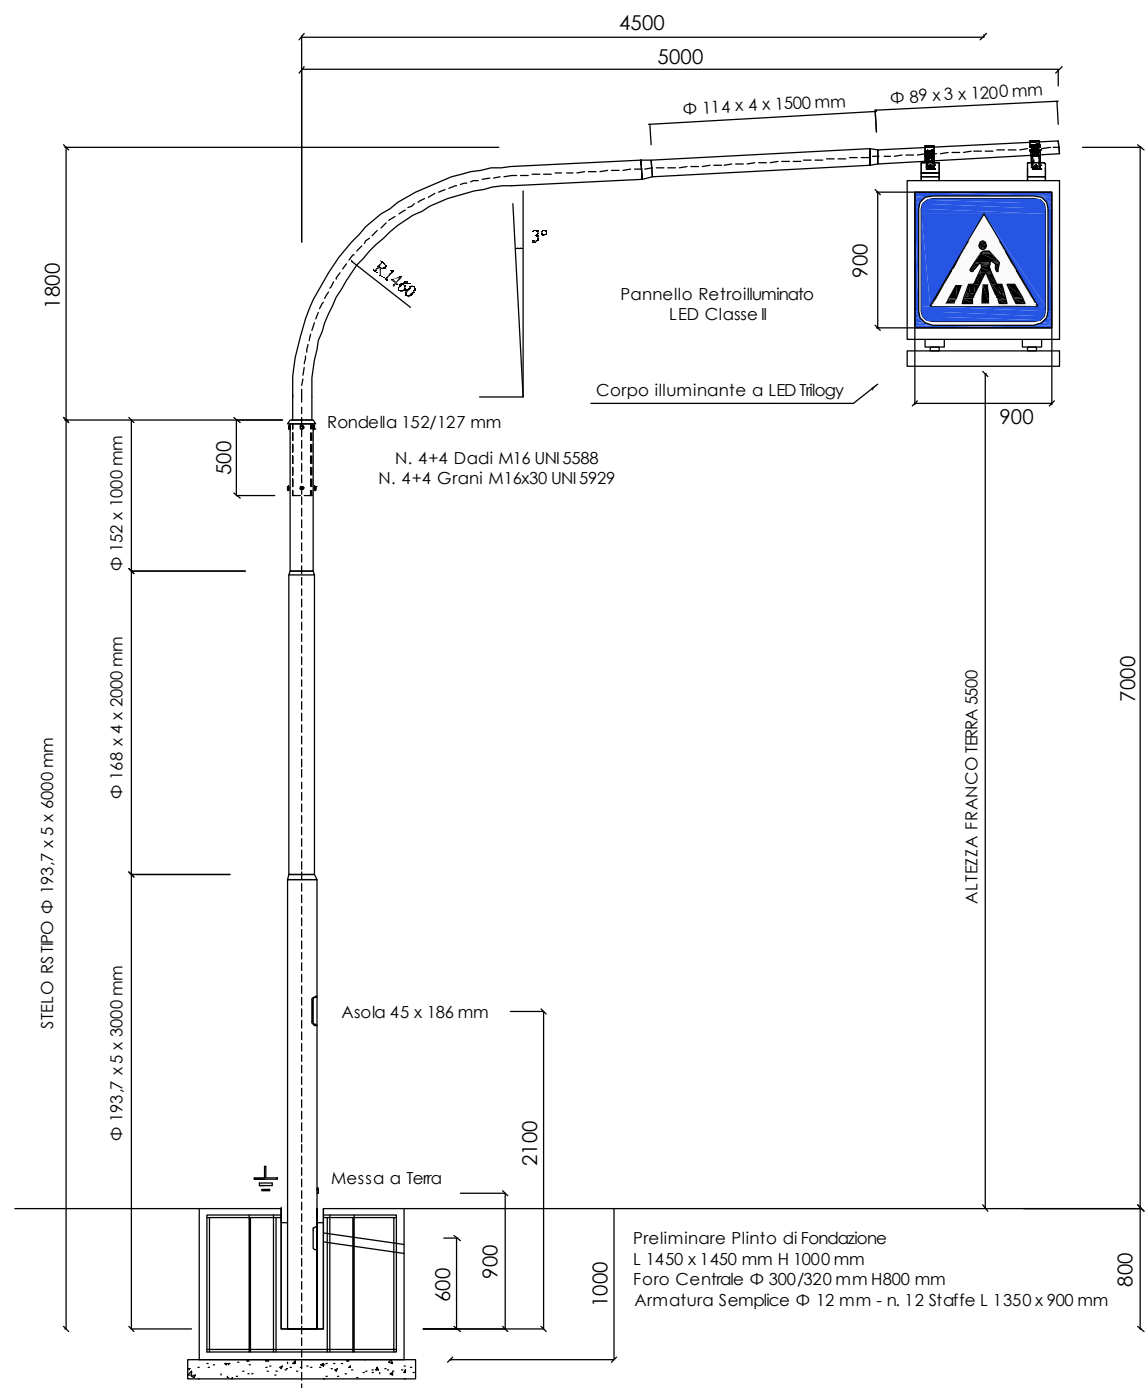 4500
5000
Φ 114 x 4 x 1500 mm
Φ 89 x 3 x 1200 mm
3°
R1460
1800
900
Pannello Retroilluminato
LED Classe II
Corpo illuminante a LED Trilogy
900
Rondella 152/127 mm
500
N. 4+4 Dadi M16 UNI 5588
N. 4+4 Grani M16x30 UNI 5929
Φ 152 x 1000 mm
Φ 168 x 4 x 2000 mm
7000
STELO RSTIPO Φ 193,7 x 5 x 6000 mm
ALTEZZA FRANCO TERRA 5500
Φ 193,7 x 5 x 3000 mm
Asola 45 x 186 mm
2100
Messa a Terra
600
900
1000
Preliminare Plinto di Fondazione
L 1450 x 1450 mm H 1000 mm
Foro Centrale Φ 300/320 mm H800 mm
Armatura Semplice Φ 12 mm - n. 12 Staffe L 1350 x 900 mm
800